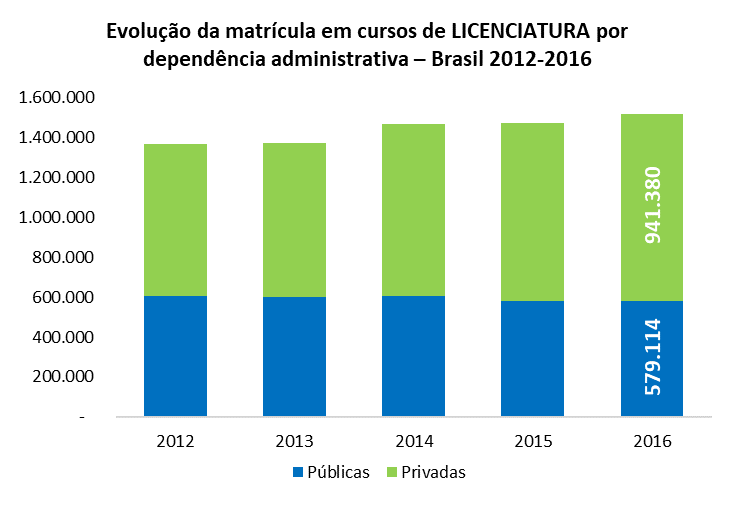 Evolução da matrícula em cursos de LICENCIATURA por
dependência administrativa – Brasil 2012-2016
1.600.000
1.400.000
1.200.000
1.000.000
800.000
600.000
400.000
200.000
-
941.380
579.114
2012 2013 2014 2015 2016
Públicas Privadas